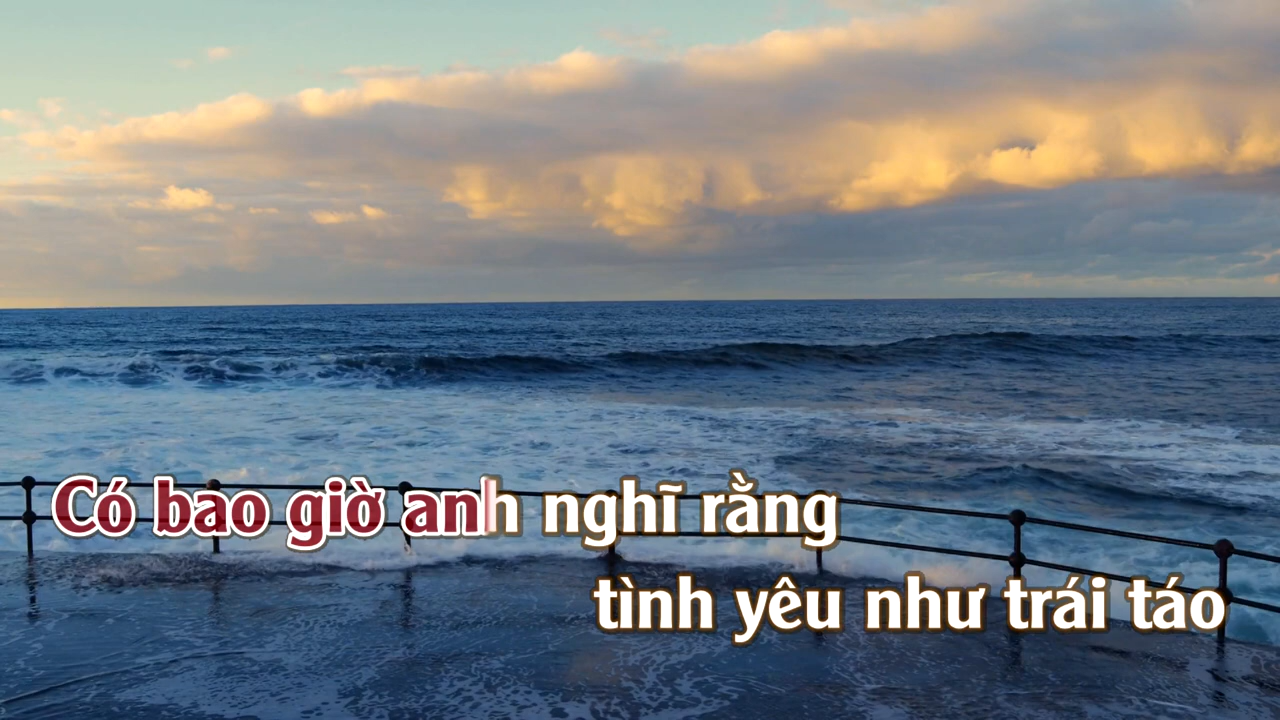 Có bao giờ anh nghĩ rằng
tình yêu như trái táo